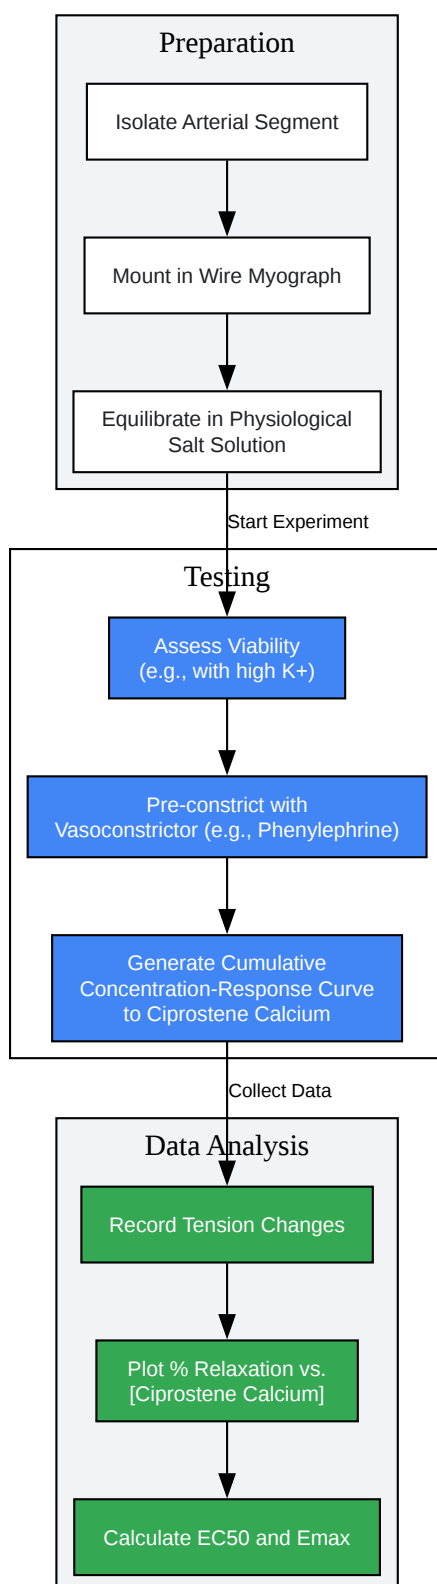 Preparation
Isolate Arterial Segment
Mount in Wire Myograph
Equilibrate in Physiological
Salt Solution
Start Experiment
Testing
Assess Viability
(e.g., with high K+)
Pre-constrict with
Vasoconstrictor (e.g., Phenylephrine)
Generate Cumulative
Concentration-Response Curve
to Ciprostene Calcium
Collect Data
Data Analysis
Record Tension Changes
Plot % Relaxation vs.
[Ciprostene Calcium]
Calculate EC50 and Emax